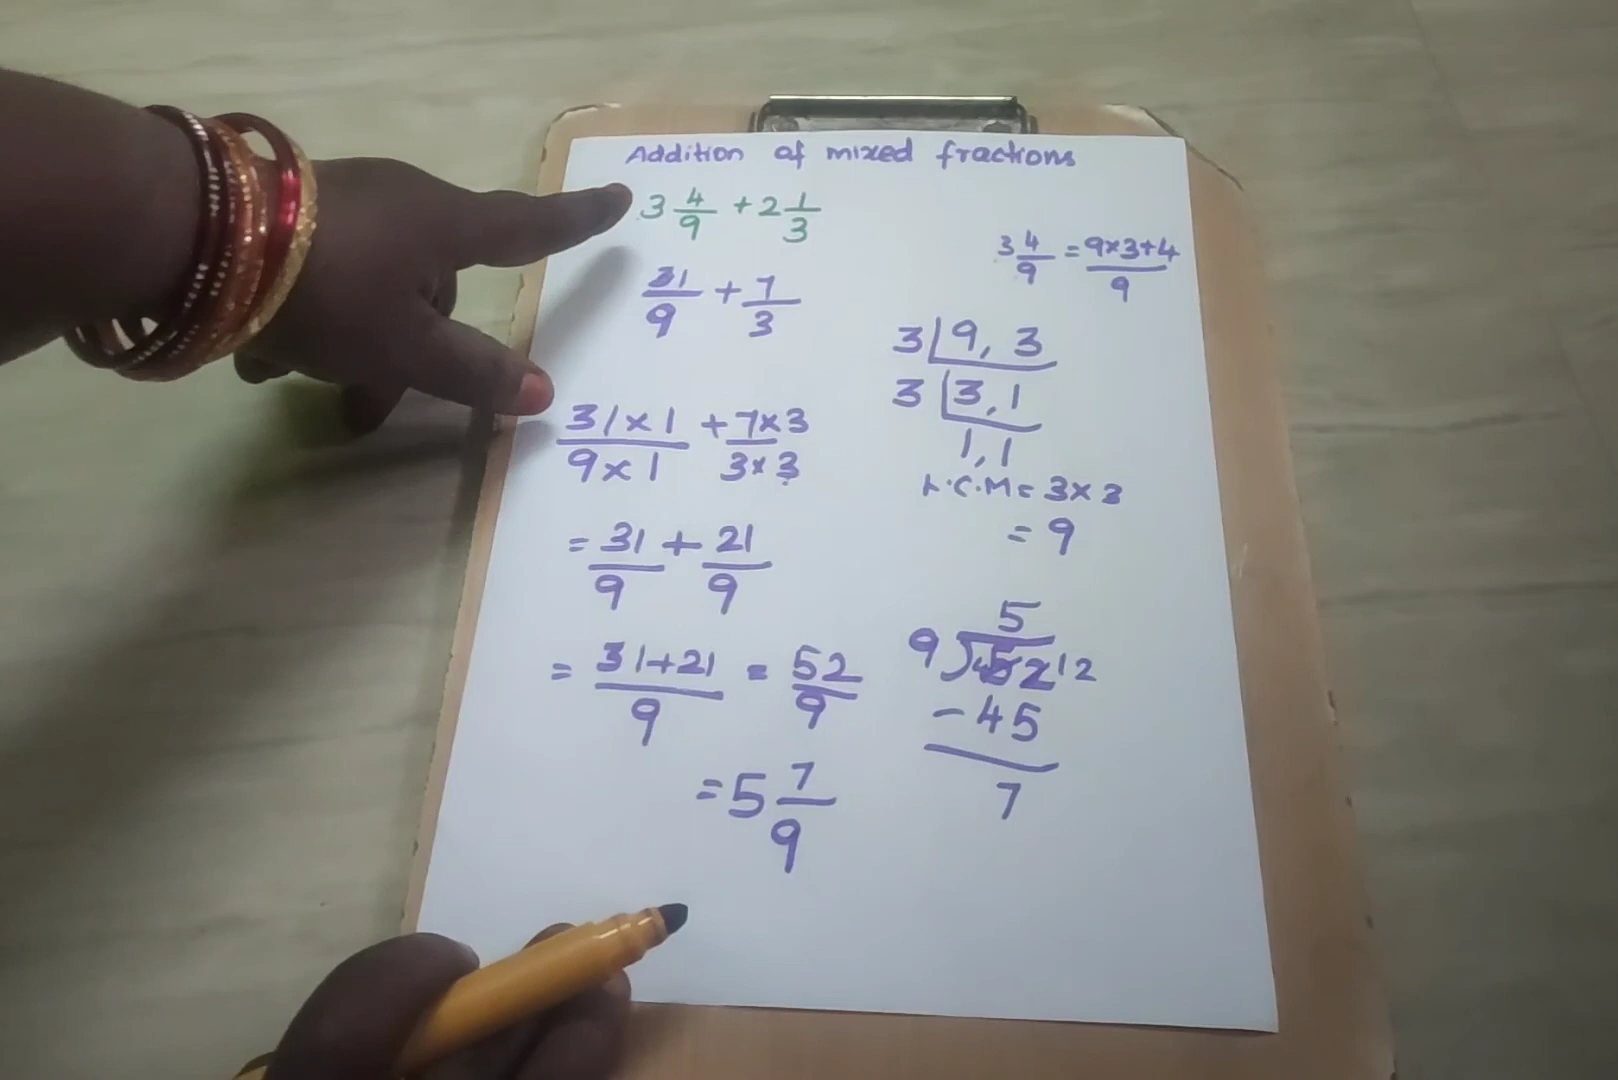 Addition of mixed fractions
3 4/9 + 2 1/3
3 4/9 = 9×3+4/9
31/9 + 7/3
3 | 9, 3
3 | 3, 1
1, 1
31×1/9×1 + 7×3/3×3
L.C.M = 3×3
= 9
= 31/9 + 21/9
= 31+21/9 = 52/9
5
9 ) 52 12
- 45
7
= 5 7/9